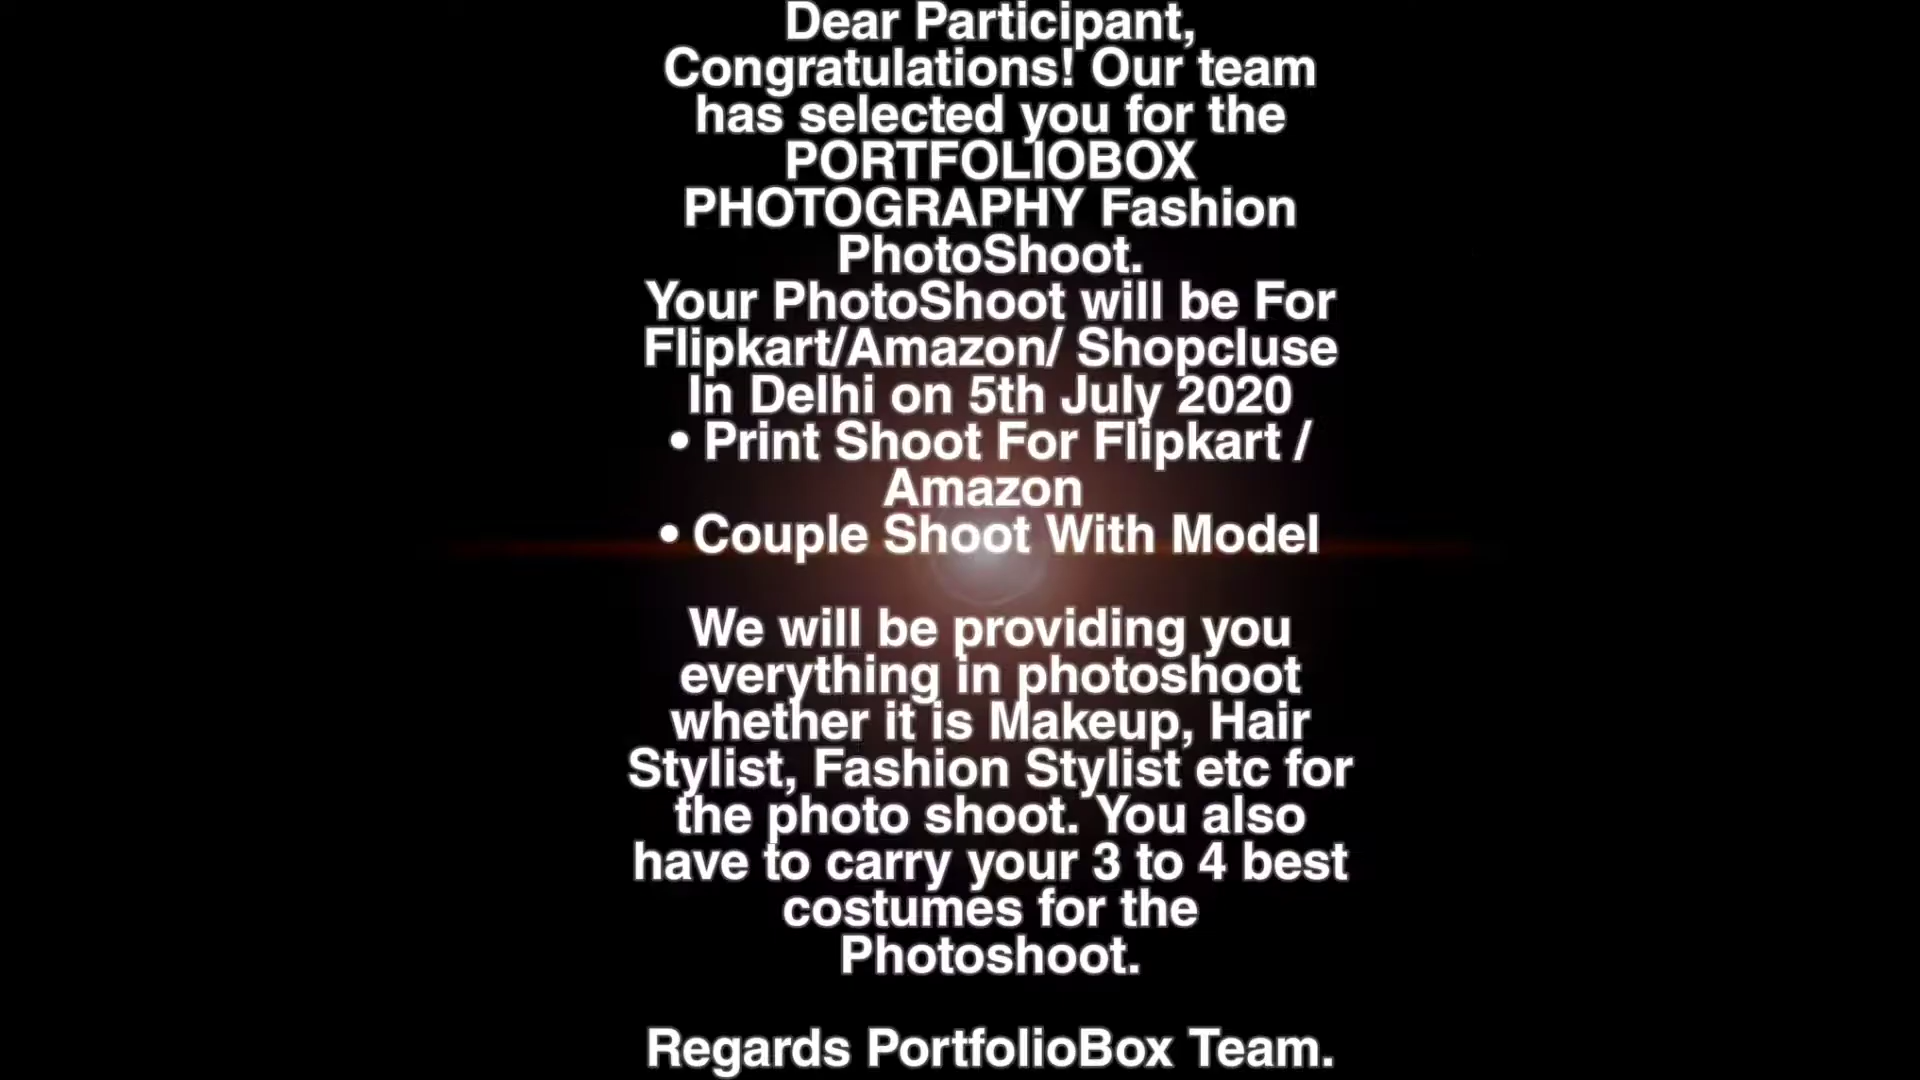 Dear Participant,
Congratulations! Our team
has selected you for the
PORTFOLIOBOX
PHOTOGRAPHY Fashion
PhotoShoot.
Your PhotoShoot will be For
Flipkart/Amazon/ Shopcluse
In Delhi on 5th July 2020
• Print Shoot For Flipkart /
Amazon
• Couple Shoot With Model
We will be providing you
everything in photoshoot
whether it is Makeup, Hair
Stylist, Fashion Stylist etc for
the photo shoot. You also
have to carry your 3 to 4 best
costumes for the
Photoshoot.
Regards PortfolioBox Team.